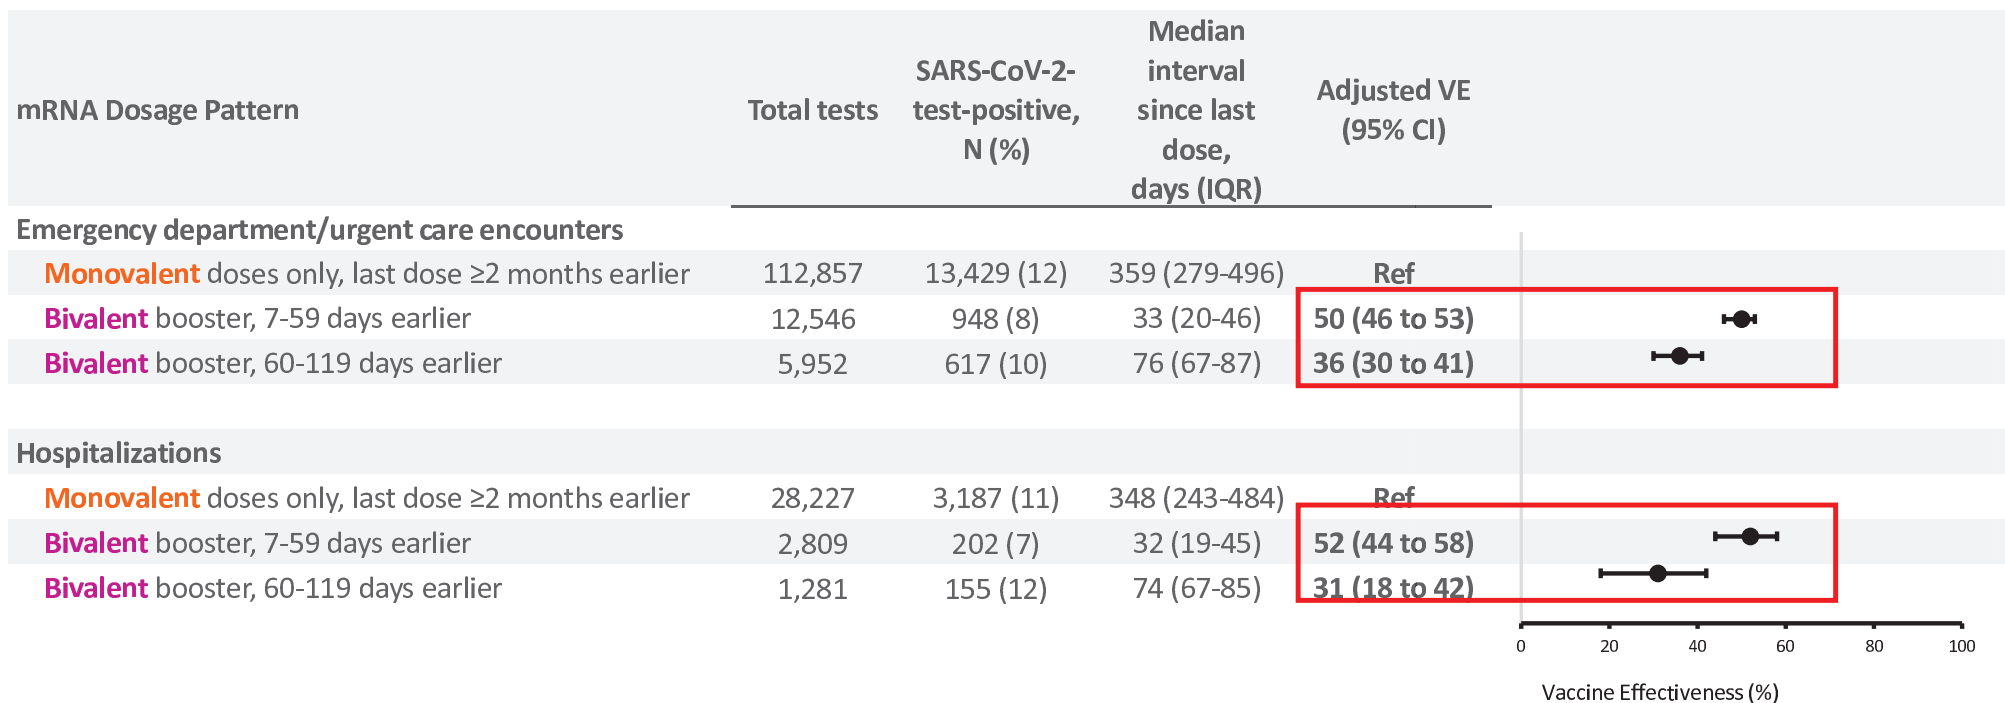 mRNA Dosage Pattern
Total tests
SARS-CoV-2-
test-positive,
N (%)
Median
interval
since last
dose,
days (IQR)
Adjusted VE
(95% CI)
Emergency department/urgent care encounters
Monovalent doses only, last dose ≥2 months earlier 112,857 13,429 (12) 359 (279-496) Ref
Bivalent booster, 7-59 days earlier 12,546 948 (8) 33 (20-46) 50 (46 to 53)
Bivalent booster, 60-119 days earlier 5,952 617 (10) 76 (67-87) 36 (30 to 41)
Hospitalizations
Monovalent doses only, last dose ≥2 months earlier 28,227 3,187 (11) 348 (243-484) Ref
Bivalent booster, 7-59 days earlier 2,809 202 (7) 32 (19-45) 52 (44 to 58)
Bivalent booster, 60-119 days earlier 1,281 155 (12) 74 (67-85) 31 (18 to 42)
0 20 40 60 80 100
Vaccine Effectiveness (%)